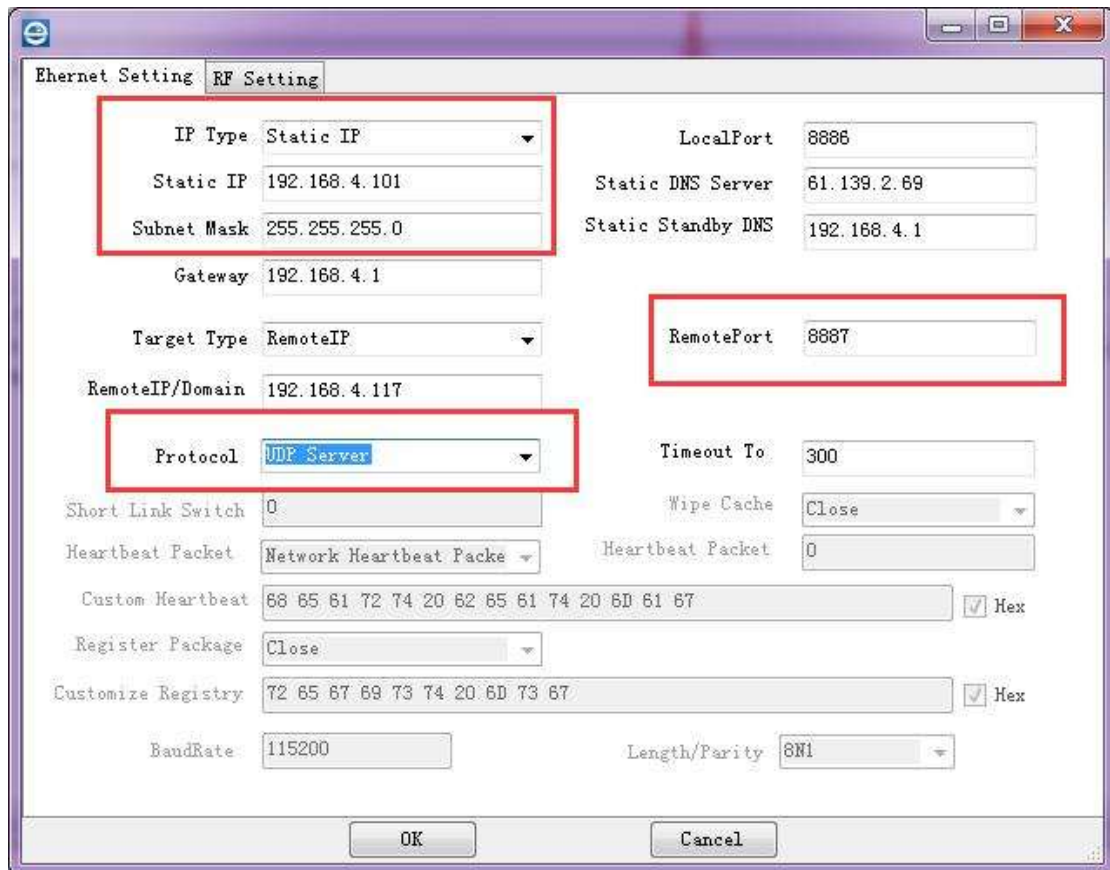 Ehernet Setting RF Setting
IP Type Static IP LocalPort 8886
Static IP 192.168.4.101 Static DNS Server 61.139.2.69
Subnet Mask 255.255.255.0 Static Standby DNS 192.168.4.1
Gateway 192.168.4.1
Target Type RemoteIP RemotePort 8887
RemoteIP/Domain 192.168.4.117
Protocol UDP Server Timeout To 300
Short Link Switch 0 Wipe Cache Close
Heartbeat Packet Network Heartbeat Packe Heartbeat Packet 0
Custom Heartbeat 68 65 61 72 74 20 62 65 61 74 20 6D 61 67 Hex
Register Package Close
Customize Registry 72 65 67 69 73 74 20 6D 73 67 Hex
BaudRate 115200 Length/Parity 8N1
OK Cancel